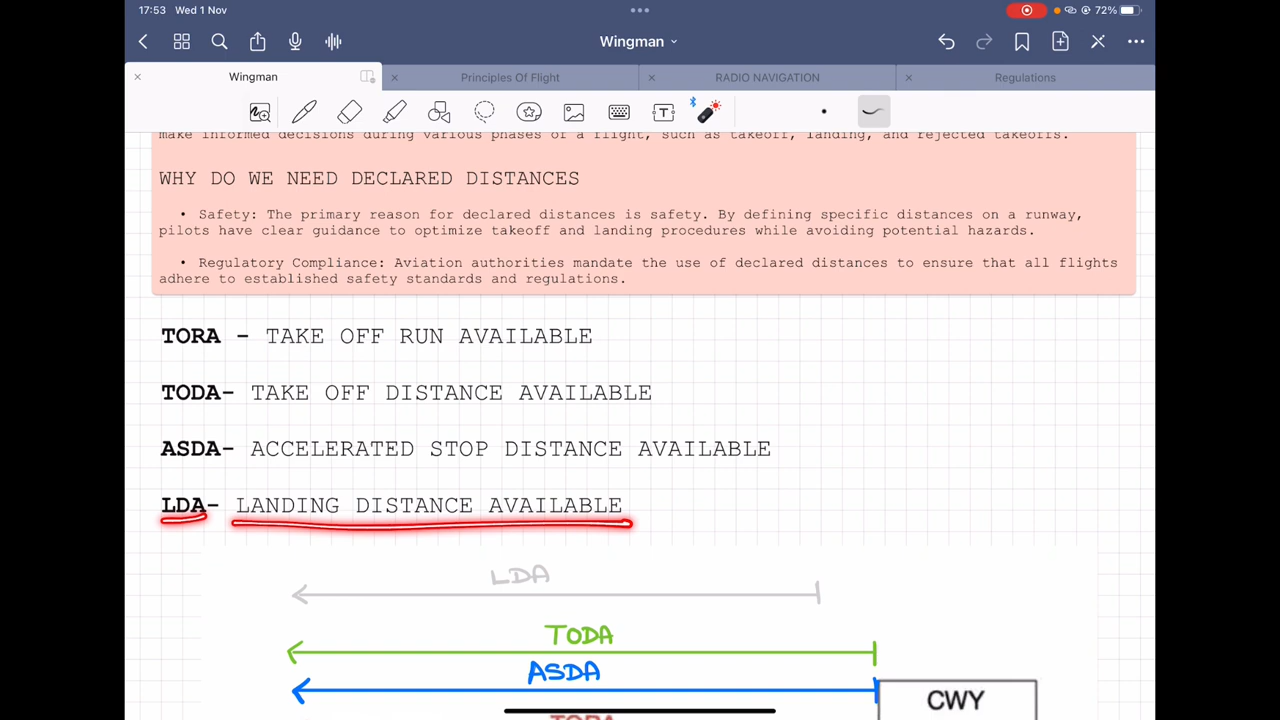 17:53 Wed 1 Nov
72%
Wingman
Wingman
Principles Of Flight
RADIO NAVIGATION
Regulations
make informed decisions during various phases of a flight, such as takeoff, landing, and rejected takeoffs.
WHY DO WE NEED DECLARED DISTANCES
• Safety: The primary reason for declared distances is safety. By defining specific distances on a runway,
pilots have clear guidance to optimize takeoff and landing procedures while avoiding potential hazards.
• Regulatory Compliance: Aviation authorities mandate the use of declared distances to ensure that all flights
adhere to established safety standards and regulations.
TORA - TAKE OFF RUN AVAILABLE
TODA- TAKE OFF DISTANCE AVAILABLE
ASDA- ACCELERATED STOP DISTANCE AVAILABLE
LDA- LANDING DISTANCE AVAILABLE
LDA
TODA
ASDA
CWY
TORA